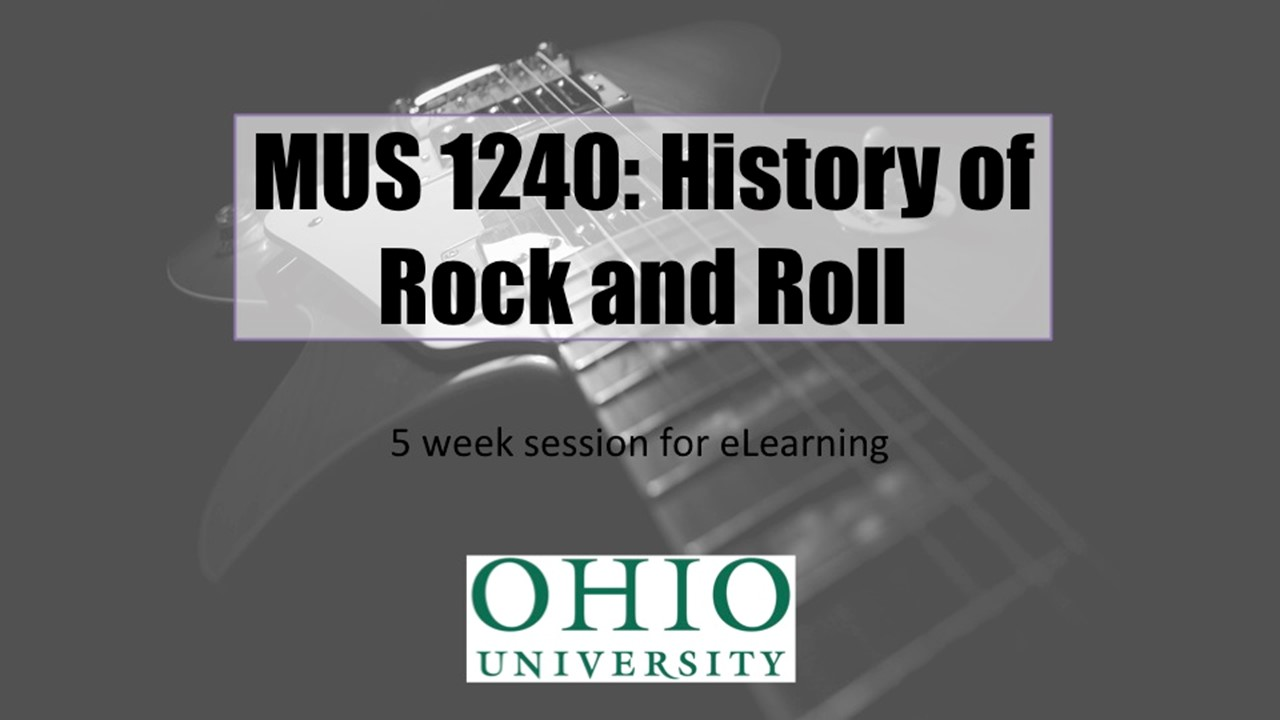 MUS 1240: History of
Rock and Roll
5 week session for eLearning
OHIO
UNIVERSITY